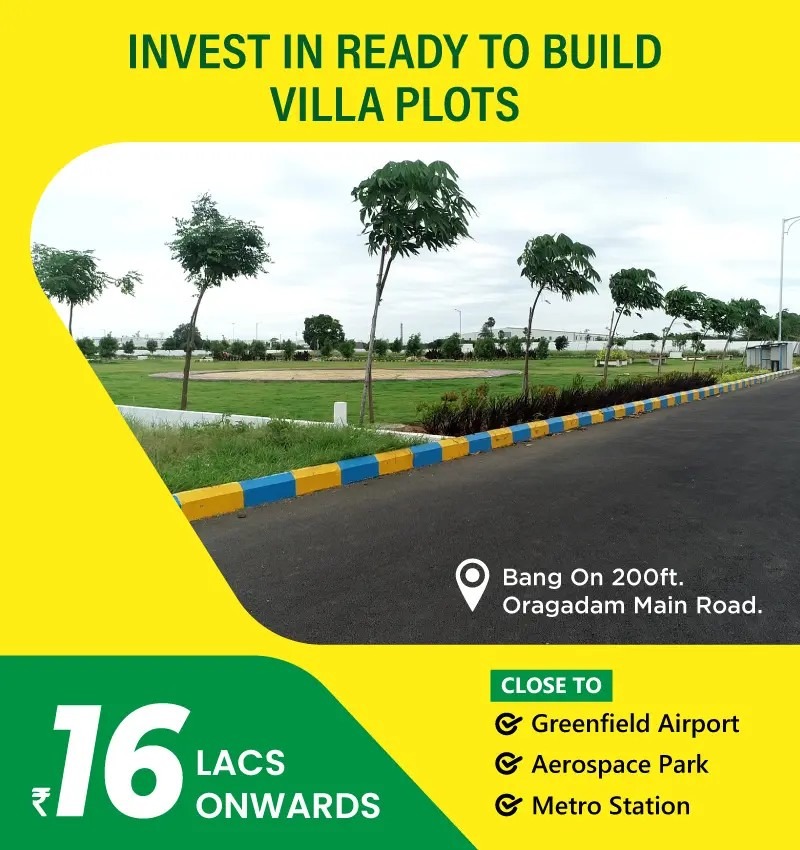 INVEST IN READY TO BUILD
VILLA PLOTS
Bang On 200ft.
Oragadam Main Road.
₹16 LACS
ONWARDS
CLOSE TO
Greenfield Airport
Aerospace Park
Metro Station